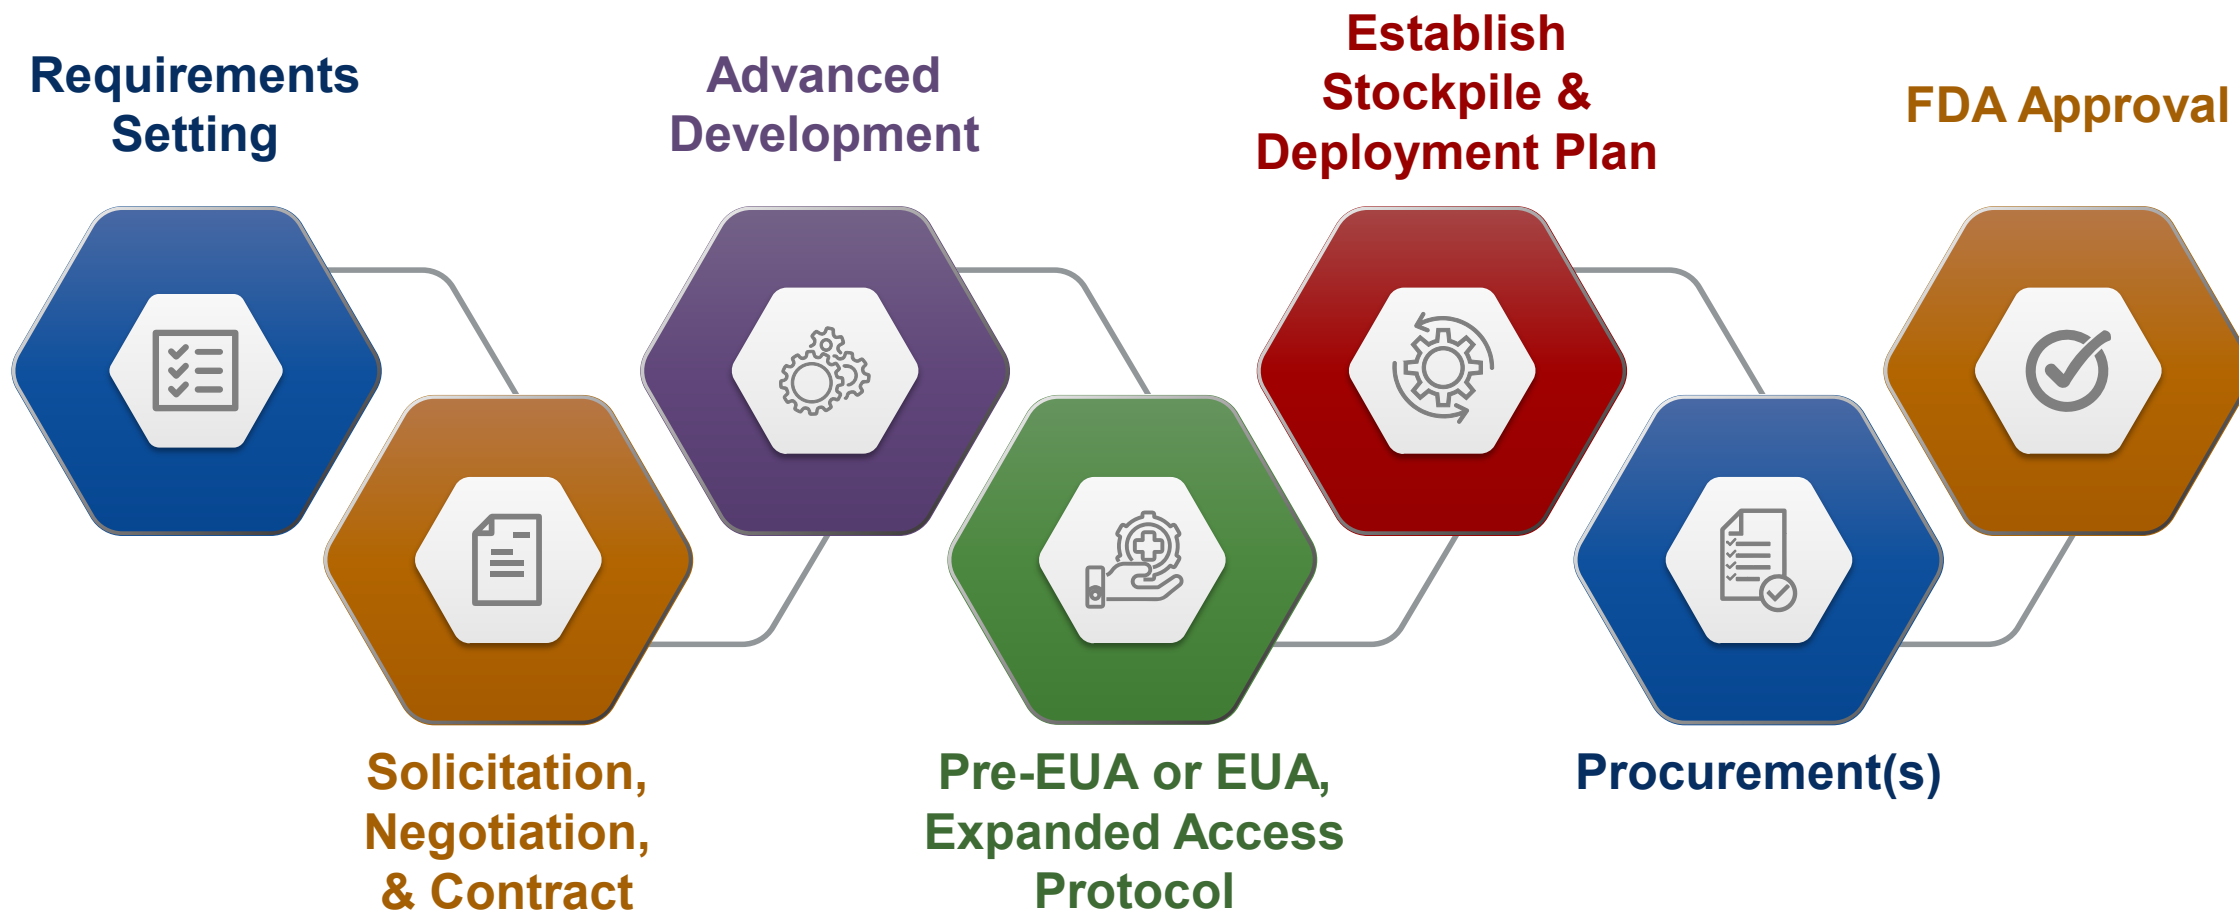 Requirements
Setting
Solicitation,
Negotiation,
& Contract
Advanced
Development
Pre-EUA or EUA,
Expanded Access
Protocol
Establish
Stockpile &
Deployment Plan
Procurement(s)
FDA Approval